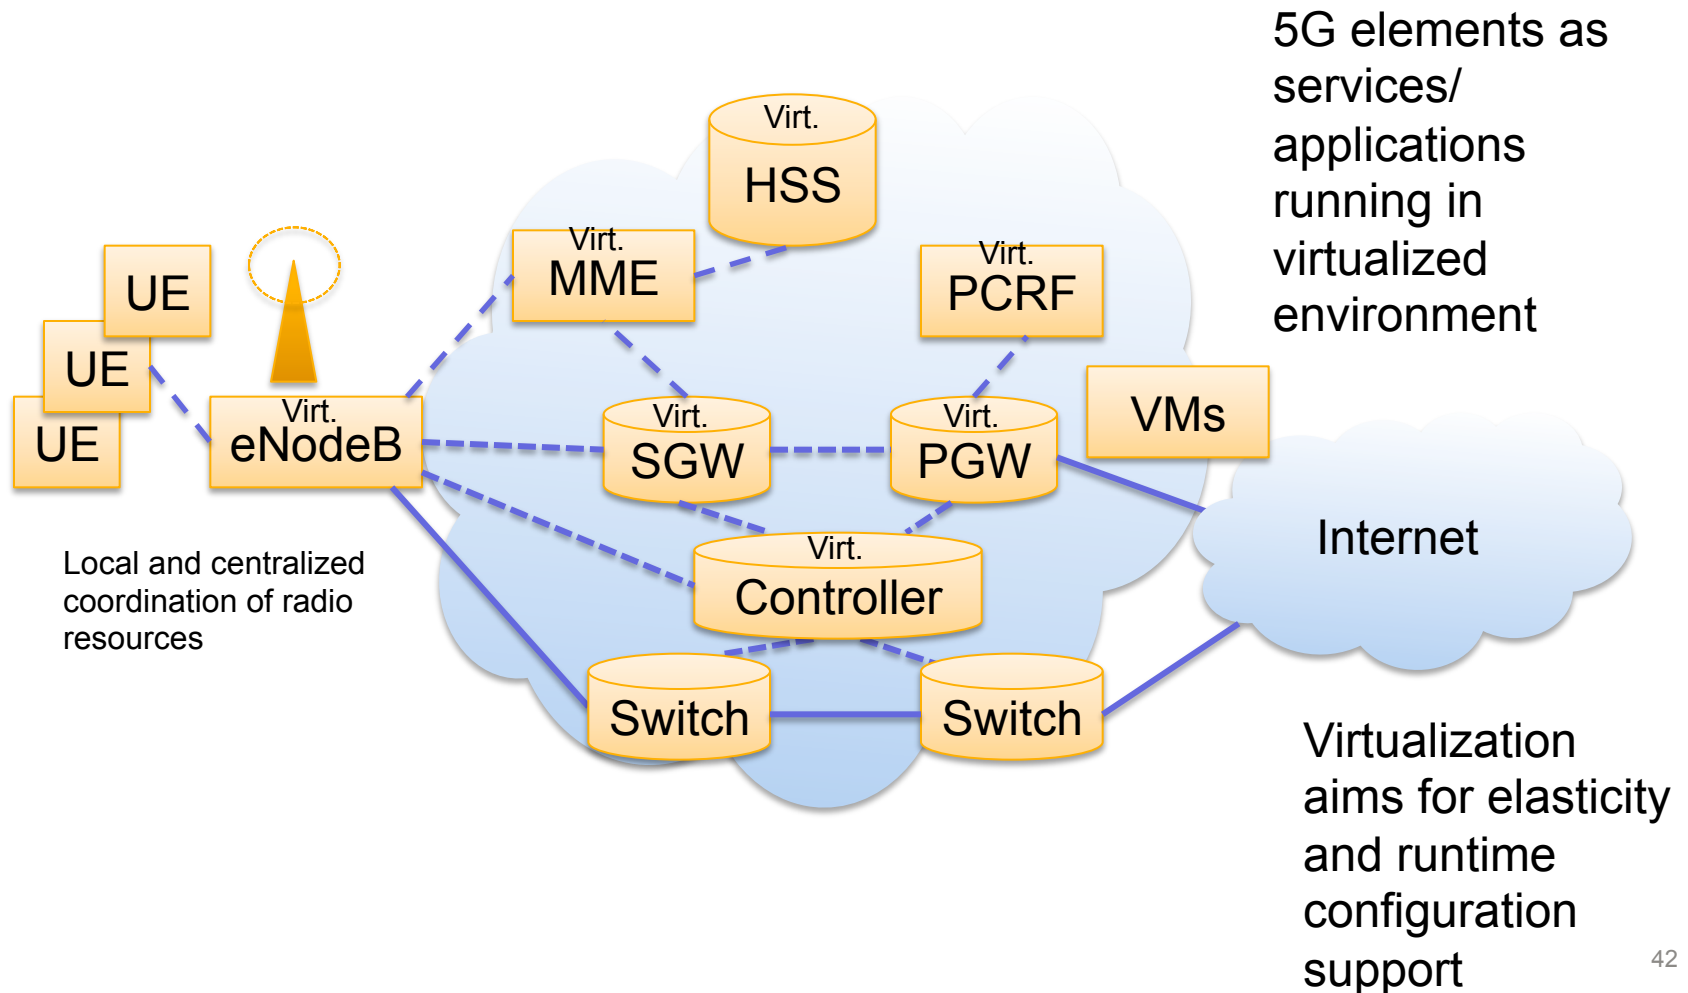 5G elements as
services/
applications
running in
virtualized
environment
Virt.
HSS
Virt.
MME
Virt.
PCRF
UE
UE
UE
Virt.
eNodeB
Virt.
SGW
Virt.
PGW
VMs
Internet
Virt.
Controller
Local and centralized
coordination of radio
resources
Switch
Switch
Virtualization
aims for elasticity
and runtime
configuration
support
42